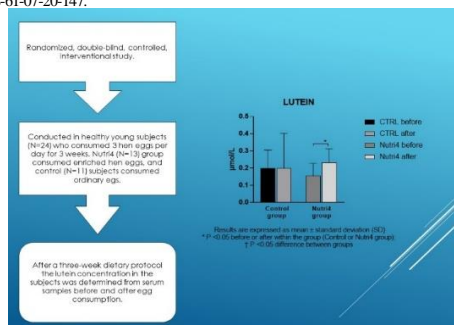 -61-07-20-147.
Randomized, double-blind, controlled,
interventional study.
Conducted in healthy young subjects
(N=24) who consumed 3 hen eggs per
day for 3 weeks. Nutri4 (N=13) group
consumed enriched hen eggs, and
control (N=11) subjects consumed
ordinary egs.
After a three-week dietary protocol
the lutein concentration in the
subjects was determined from serum
samples before and after egg
consumption.
LUTEIN
µmol/L
0.5
0.4
0.3
0.2
0.1
0.0
*
Control
group
Nutri4
group
CTRL before
CTRL after
Nutri4 before
Nutri4 after
Results are expressed as mean ± standard deviation (SD)
* P <0.05 before or after within the group (Control or Nutri4 group)
† P <0.05 difference between groups